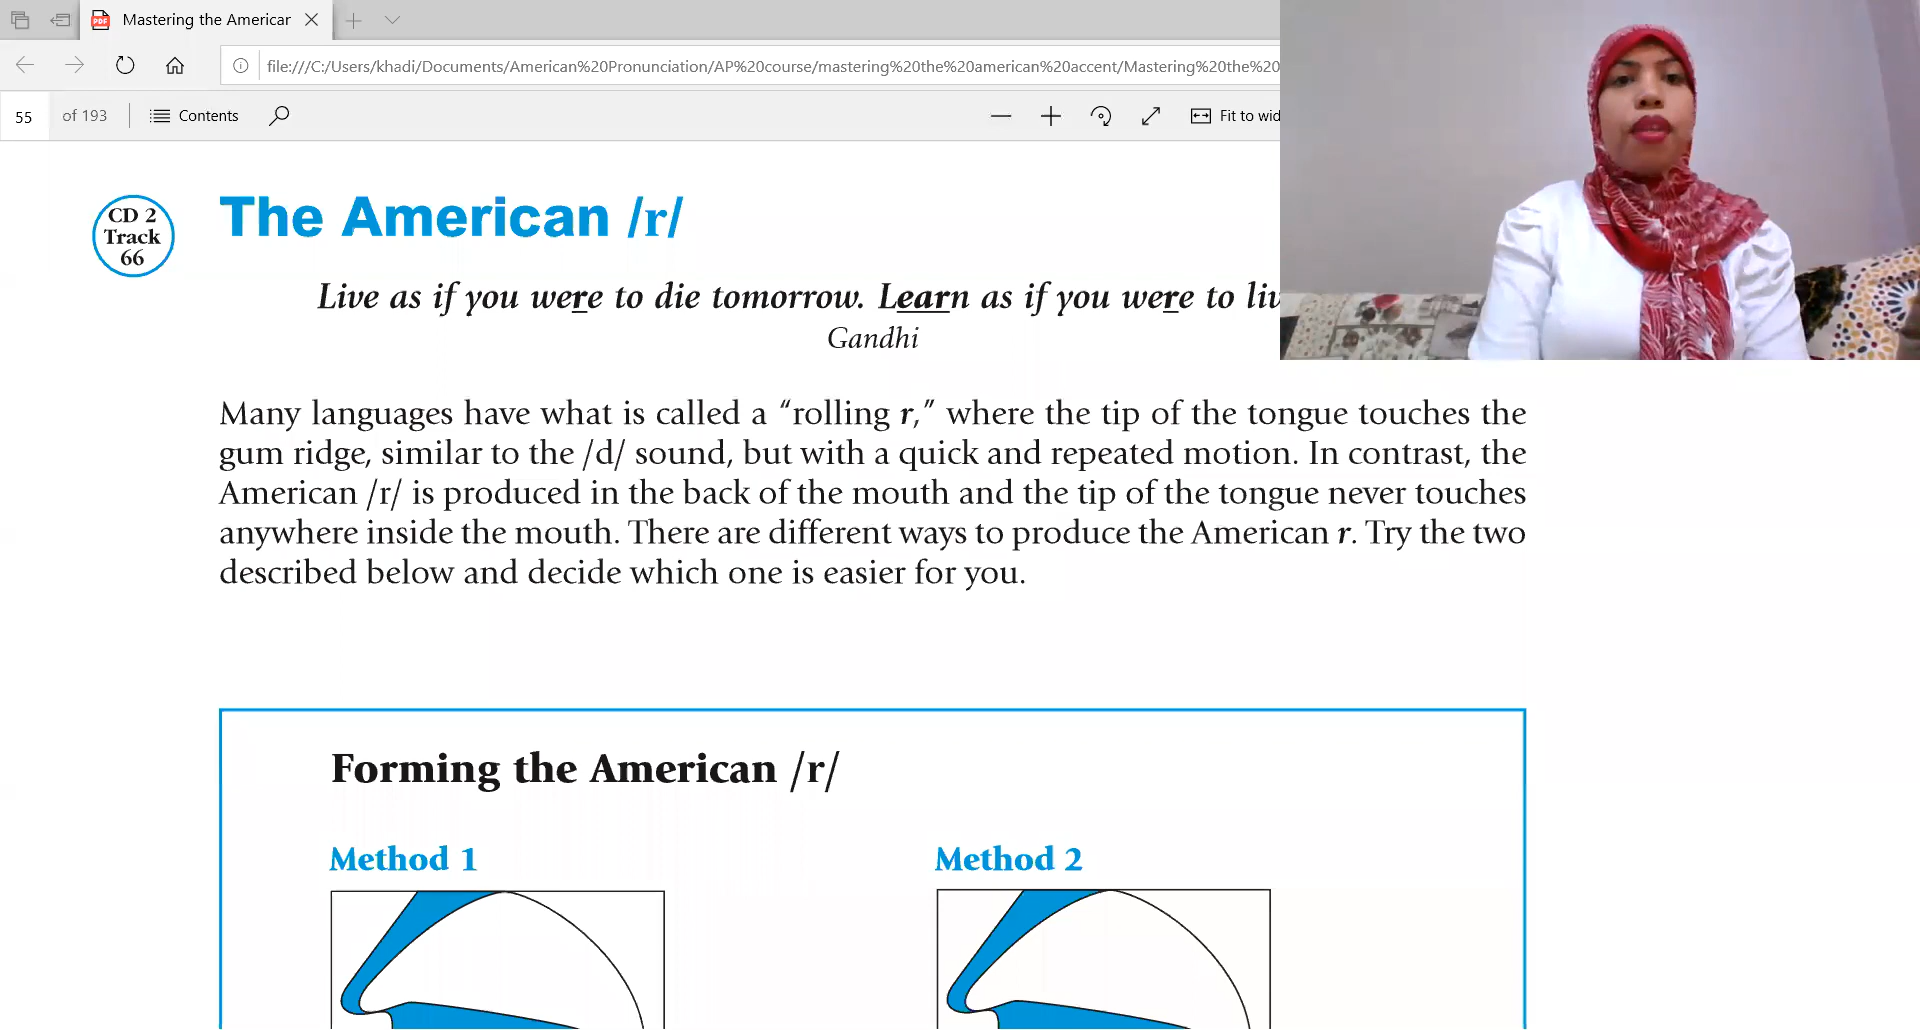 Mastering the Americar
file:///C:/Users/khadi/Documents/American%20Pronunciation/AP%20course/mastering%20the%20american%20accent/Mastering%20the%20
55 of 193 Contents Fit to wid
CD 2
Track
66
The American /r/
Live as if you were to die tomorrow. Learn as if you were to liv
Gandhi
Many languages have what is called a “rolling r,” where the tip of the tongue touches the
gum ridge, similar to the /d/ sound, but with a quick and repeated motion. In contrast, the
American /r/ is produced in the back of the mouth and the tip of the tongue never touches
anywhere inside the mouth. There are different ways to produce the American r. Try the two
described below and decide which one is easier for you.
Forming the American /r/
Method 1
Method 2